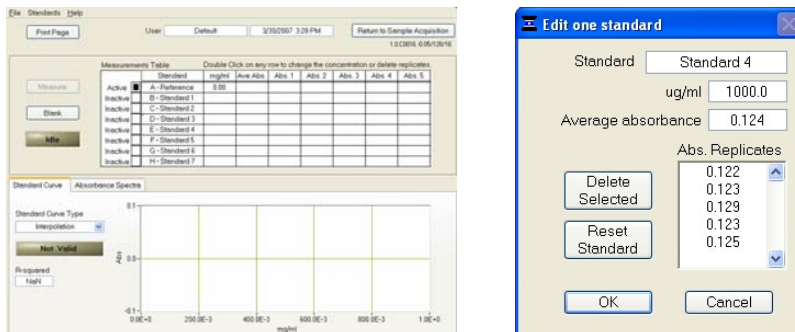 File Standards Help
Print Page
User Default 3/30/2007 3:29 PM
Return to Sample Acquisition
Measurements Table Double Click on any row to change the concentration or delete replicates.
Standard mg/ml Ave Abs. Abs. 1 Abs. 2 Abs. 3 Abs. 4 Abs. 5
Measure
Active A - Reference 0.00
Inactive B - Standard 1
Blank
Inactive C - Standard 2
Inactive D - Standard 3
Idle
Inactive E - Standard 4
Inactive F - Standard 5
Inactive G - Standard 6
Inactive H - Standard 7
Standard Curve Absorbance Spectra
Standard Curve Type
Interpolation
Not Valid
R-squared
NaN
0.1
Abs
0.0
-0.1
0.0E+0 200.0E-3 400.0E-3 600.0E-3 800.0E-3 1.0E+0
mg/ml
Edit one standard
Standard Standard 4
ug/ml 1000.0
Average absorbance 0.124
Abs. Replicates
0.122
0.123
0.129
0.123
0.125
Delete
Selected
Reset
Standard
OK Cancel